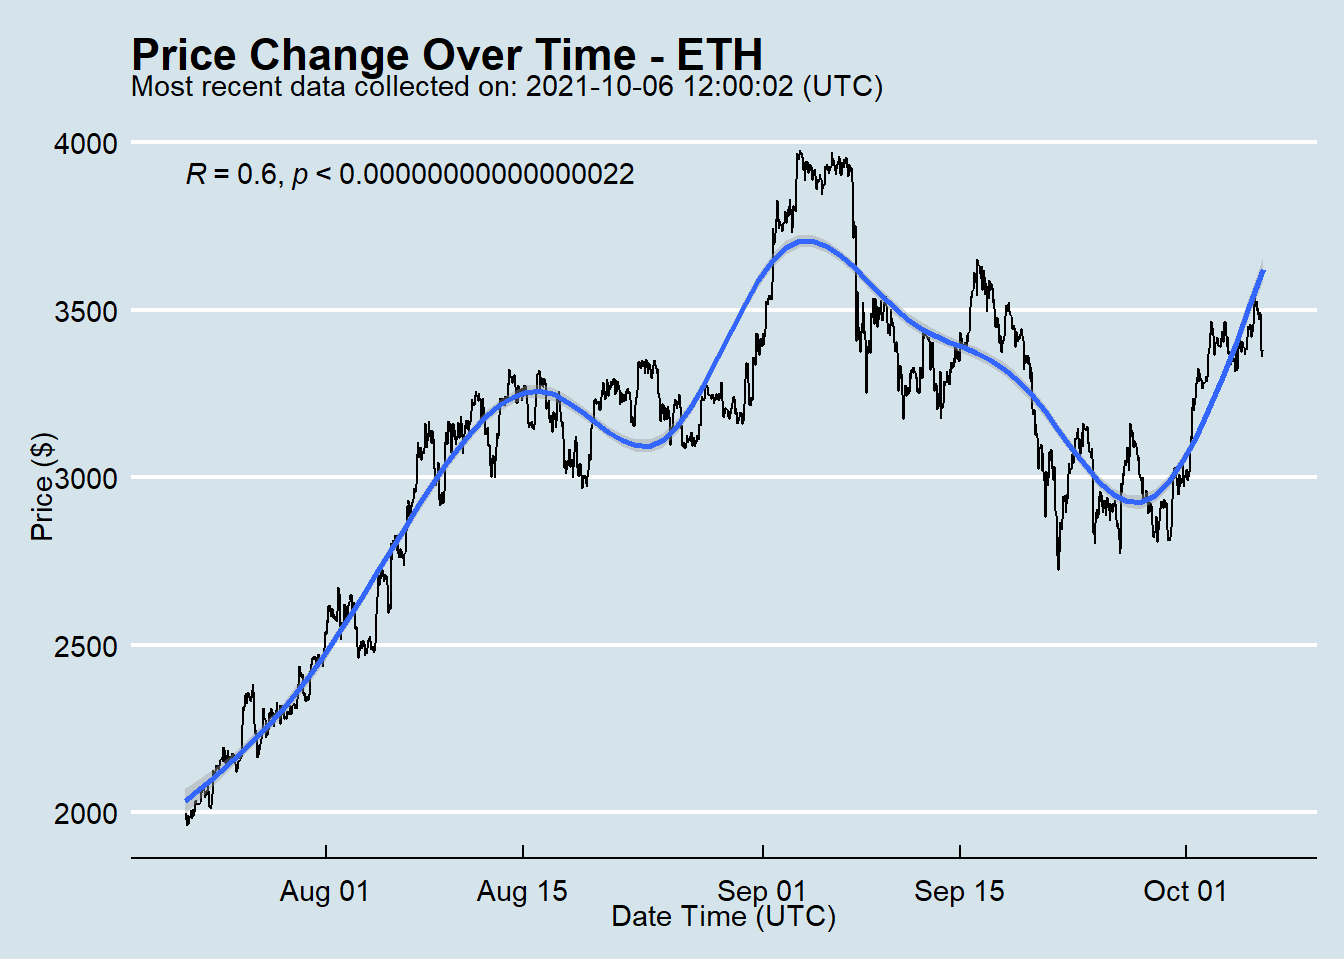 Price Change Over Time - ETH
Most recent data collected on: 2021-10-06 12:00:02 (UTC)
R = 0.6, p < 0.00000000000000022
4000
3500
3000
2500
2000
Price ($)
Aug 01
Aug 15
Sep 01
Sep 15
Oct 01
Date Time (UTC)